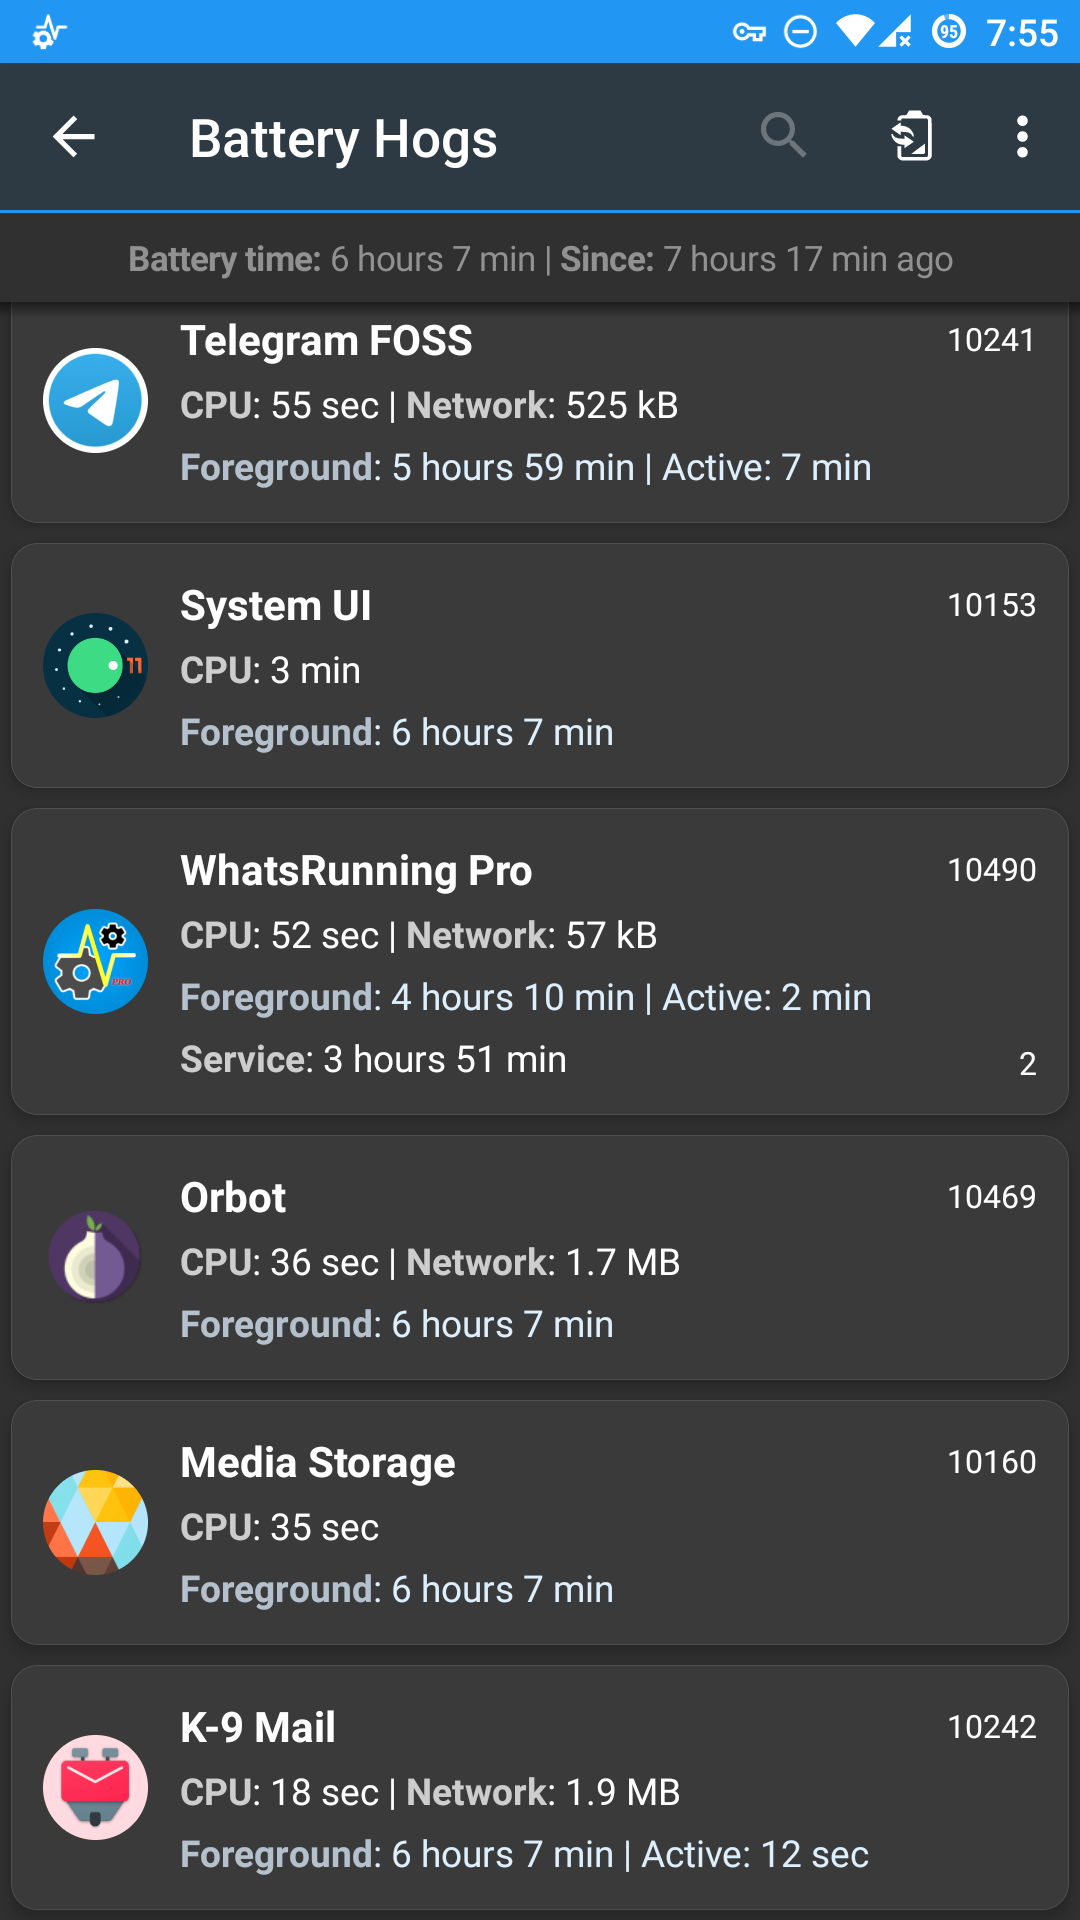 95 7:55
Battery Hogs
Battery time: 6 hours 7 min | Since: 7 hours 17 min ago
Telegram FOSS 10241
CPU: 55 sec | Network: 525 kB
Foreground: 5 hours 59 min | Active: 7 min
System UI 10153
11
CPU: 3 min
Foreground: 6 hours 7 min
WhatsRunning Pro 10490
CPU: 52 sec | Network: 57 kB
PRO
Foreground: 4 hours 10 min | Active: 2 min
Service: 3 hours 51 min 2
Orbot 10469
CPU: 36 sec | Network: 1.7 MB
Foreground: 6 hours 7 min
Media Storage 10160
CPU: 35 sec
Foreground: 6 hours 7 min
K-9 Mail 10242
CPU: 18 sec | Network: 1.9 MB
Foreground: 6 hours 7 min | Active: 12 sec